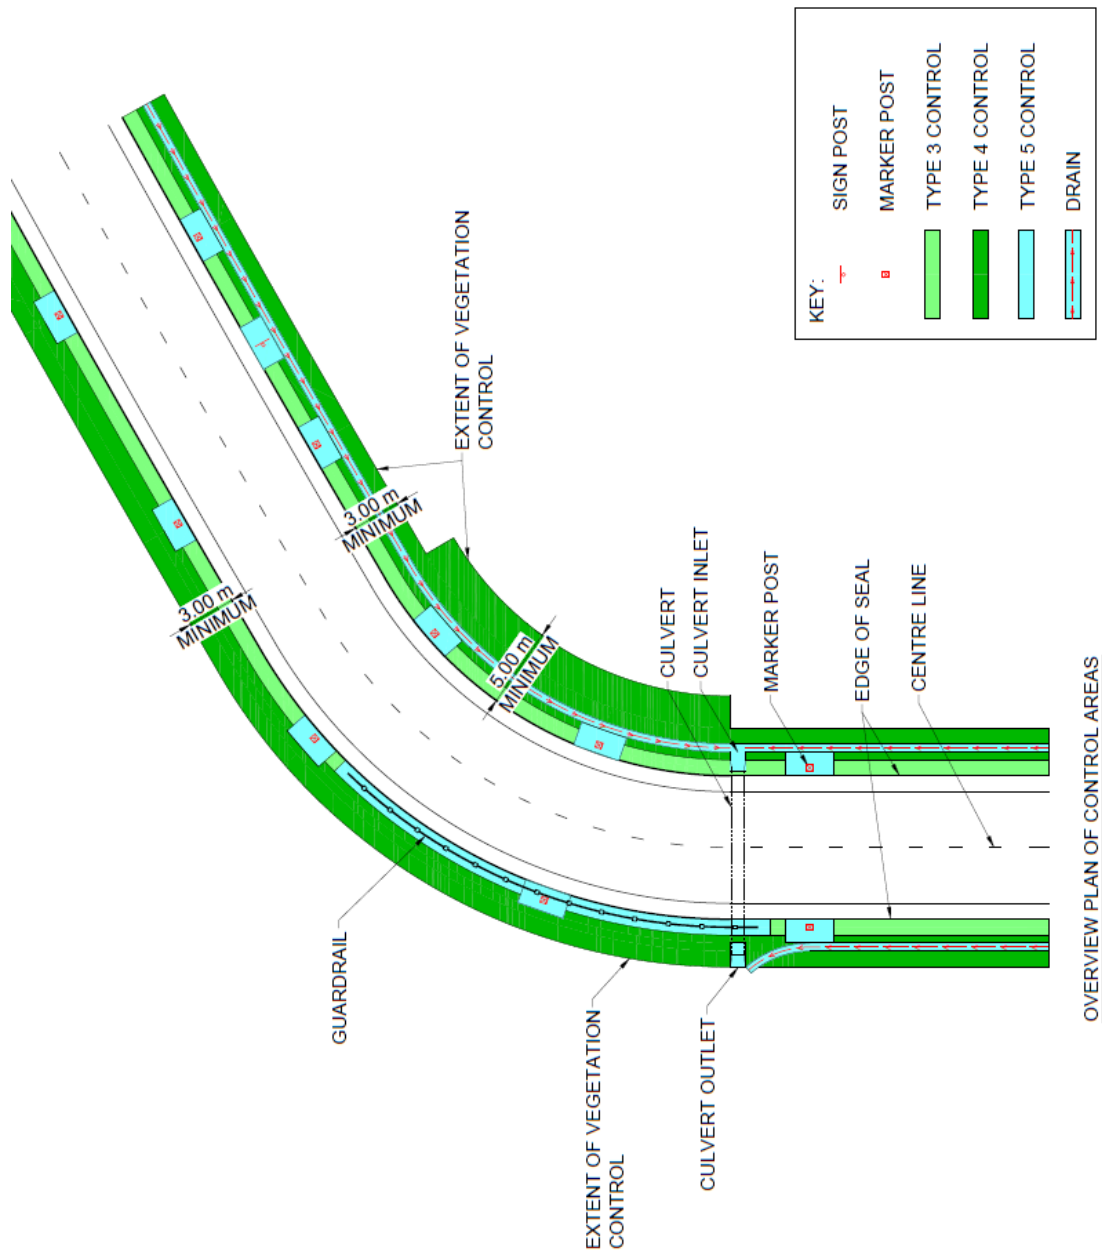 KEY:
SIGN POST
MARKER POST
TYPE 3 CONTROL
TYPE 4 CONTROL
TYPE 5 CONTROL
DRAIN
EXTENT OF VEGETATION
CONTROL
3.00 m
MINIMUM
3.00 m
MINIMUM
5.00 m
MINIMUM
GUARDRAIL
CULVERT
CULVERT INLET
MARKER POST
EDGE OF SEAL
CENTRE LINE
EXTENT OF VEGETATION
CONTROL
CULVERT OUTLET
OVERVIEW PLAN OF CONTROL AREAS